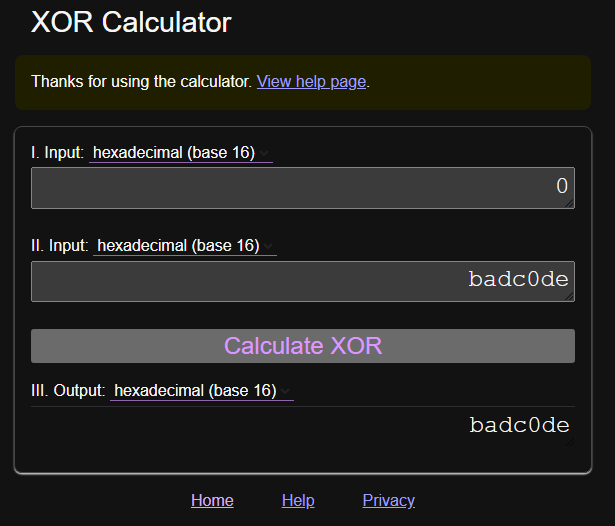 XOR Calculator
Thanks for using the calculator. View help page.
I. Input: hexadecimal (base 16)
0
II. Input: hexadecimal (base 16)
badc0de
Calculate XOR
III. Output: hexadecimal (base 16)
badc0de
Home Help Privacy